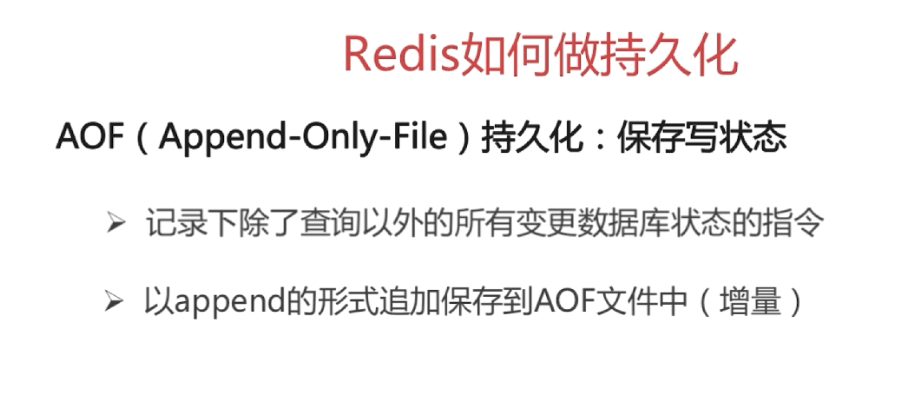 Redis如何做持久化
AOF（Append-Only-File）持久化：保存写状态
➢ 记录下除了查询以外的所有变更数据库状态的指令
➢ 以append的形式追加保存到AOF文件中（增量）